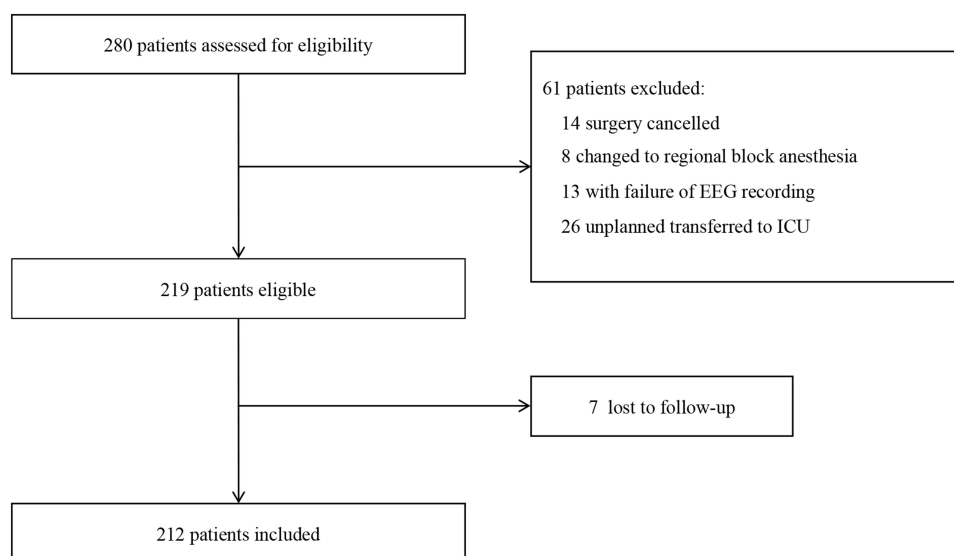 280 patients assessed for eligibility
61 patients excluded:
14 surgery cancelled
8 changed to regional block anesthesia
13 with failure of EEG recording
26 unplanned transferred to ICU
219 patients eligible
7 lost to follow-up
212 patients included